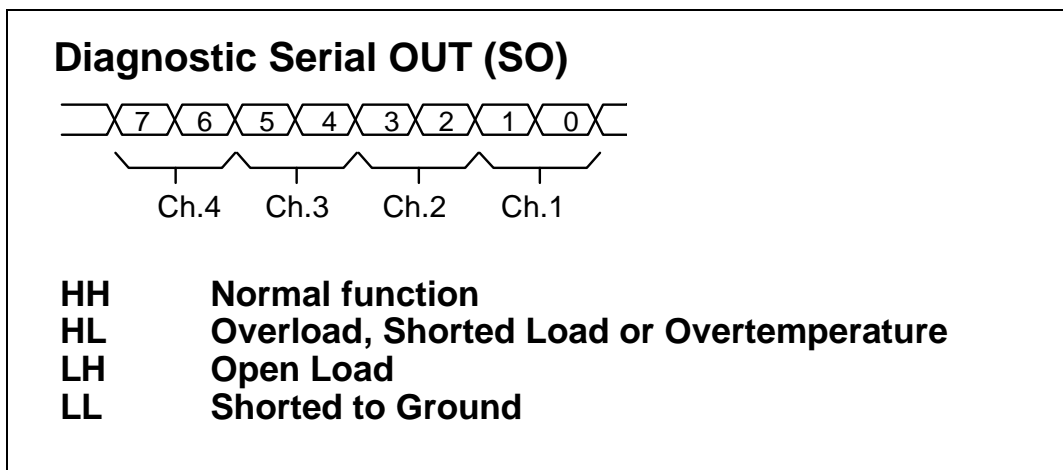 Diagnostic Serial OUT (SO)
7 6 5 4 3 2 1 0
Ch.4 Ch.3 Ch.2 Ch.1
HH Normal function
HL Overload, Shorted Load or Overtemperature
LH Open Load
LL Shorted to Ground